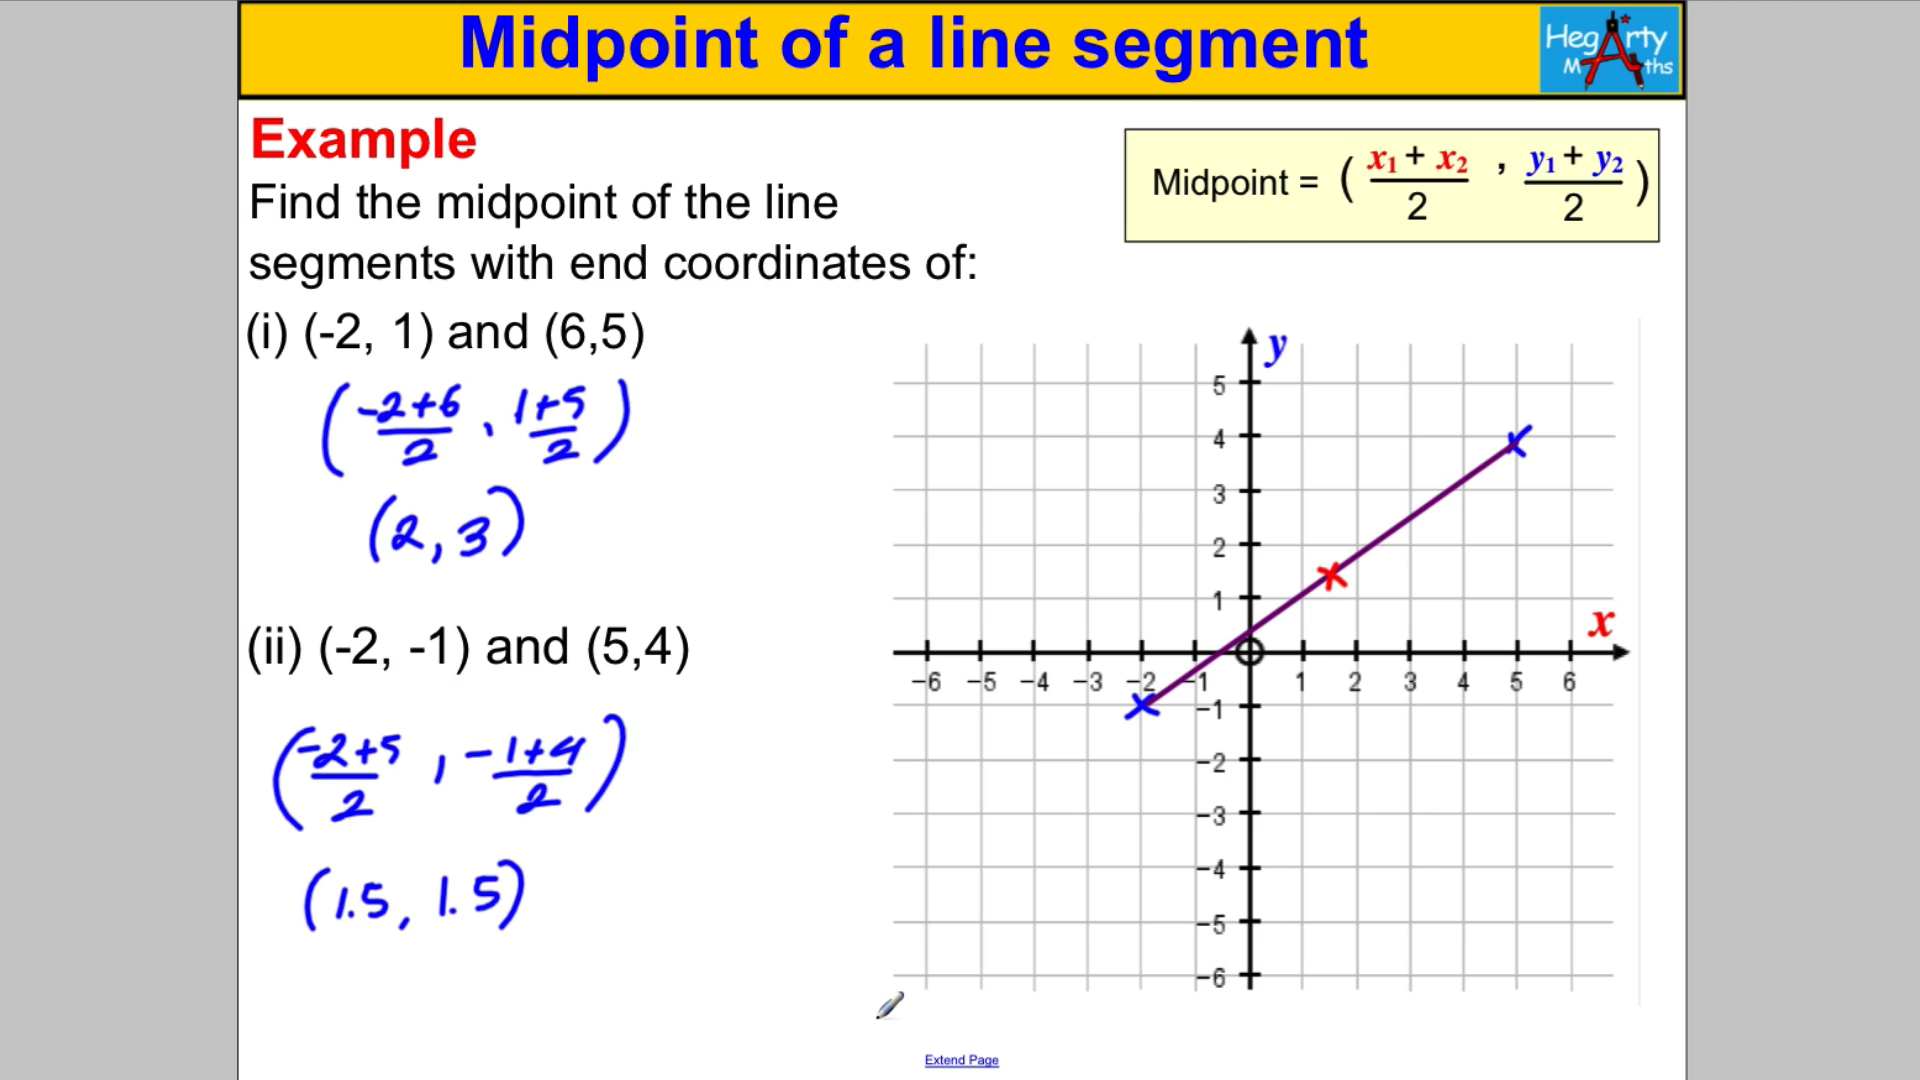 Midpoint of a line segment
HegArty
Maths
Example
Find the midpoint of the line
segments with end coordinates of:
Midpoint = ( x₁ + x₂ / 2 , y₁ + y₂ / 2 )
(i) (-2, 1) and (6,5)
( -2+6 / 2 , 1+5 / 2 )
(2, 3)
(ii) (-2, -1) and (5,4)
( -2+5 / 2 , -1+4 / 2 )
(1.5, 1.5)
y
5
4
3
2
1
x
-6 -5 -4 -3 -2 -1 1 2 3 4 5 6
-1
-2
-3
-4
-5
-6
Extend Page